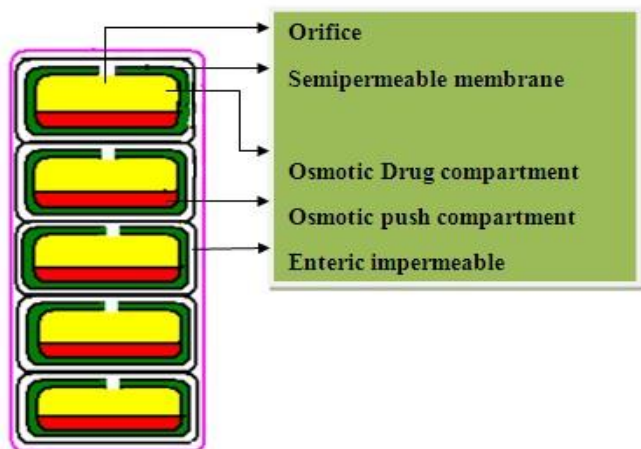 Orifice
Semipermeable membrane
Osmotic Drug compartment
Osmotic push compartment
Enteric impermeable